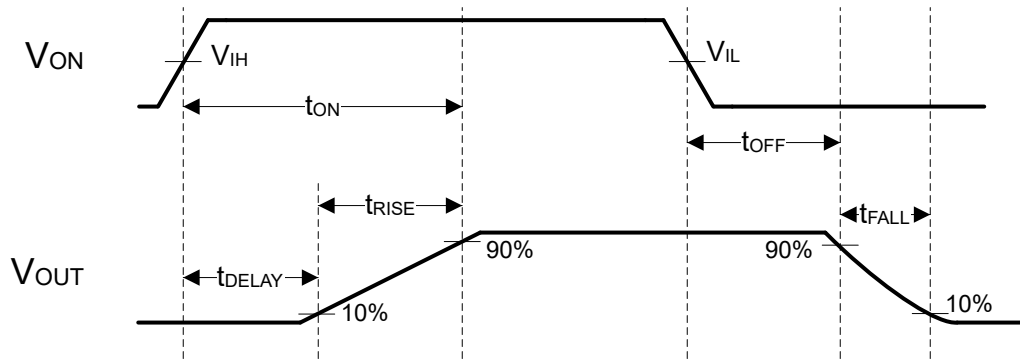 VON
VIH
VIL
tON
tOFF
tRISE
tFALL
VOUT
90%
90%
tDELAY
10%
10%